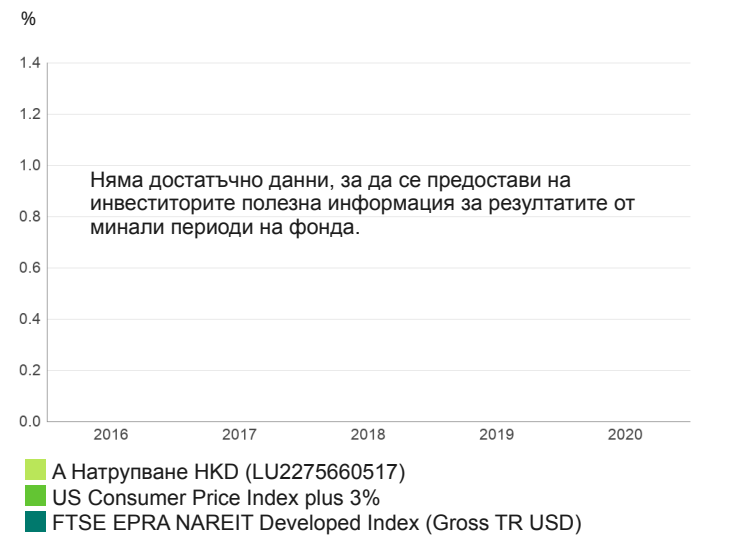 %
1.4
1.2
1.0
Няма достатъчно данни, за да се предостави на
инвеститорите полезна информация за резултатите от
0.8
минали периоди на фонда.
0.6
0.4
0.2
0.0
2016 2017 2018 2019 2020
А Натрупване HKD (LU2275660517)
US Consumer Price Index plus 3%
FTSE EPRA NAREIT Developed Index (Gross TR USD)